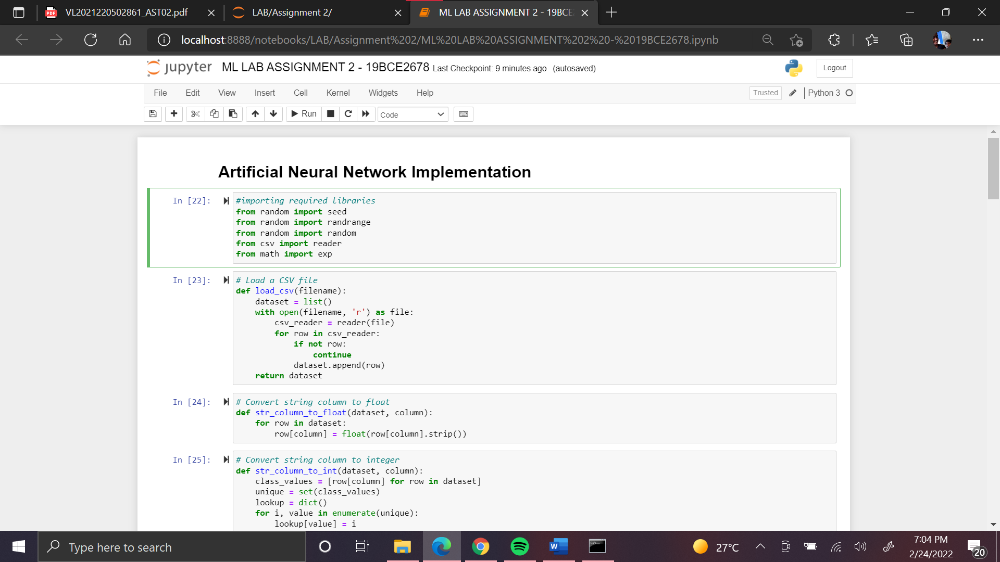 VL2021220502861_AST02.pdf
LAB/Assignment 2/
ML LAB ASSIGNMENT 2 - 19BCE
localhost:8888/notebooks/LAB/Assignment%202/ML%20LAB%20ASSIGNMENT%202%20-%2019BCE2678.ipynb
jupyter ML LAB ASSIGNMENT 2 - 19BCE2678 Last Checkpoint: 9 minutes ago (autosaved)
Logout
File Edit View Insert Cell Kernel Widgets Help
Trusted Python 3
Run Code
Artificial Neural Network Implementation
In [22]: #importing required libraries
from random import seed
from random import randrange
from random import random
from csv import reader
from math import exp
In [23]: # Load a CSV file
def load_csv(filename):
dataset = list()
with open(filename, 'r') as file:
csv_reader = reader(file)
for row in csv_reader:
if not row:
continue
dataset.append(row)
return dataset
In [24]: # Convert string column to float
def str_column_to_float(dataset, column):
for row in dataset:
row[column] = float(row[column].strip())
In [25]: # Convert string column to integer
def str_column_to_int(dataset, column):
class_values = [row[column] for row in dataset]
unique = set(class_values)
lookup = dict()
for i, value in enumerate(unique):
lookup[value] = i
Type here to search
27°C
7:04 PM
2/24/2022
20